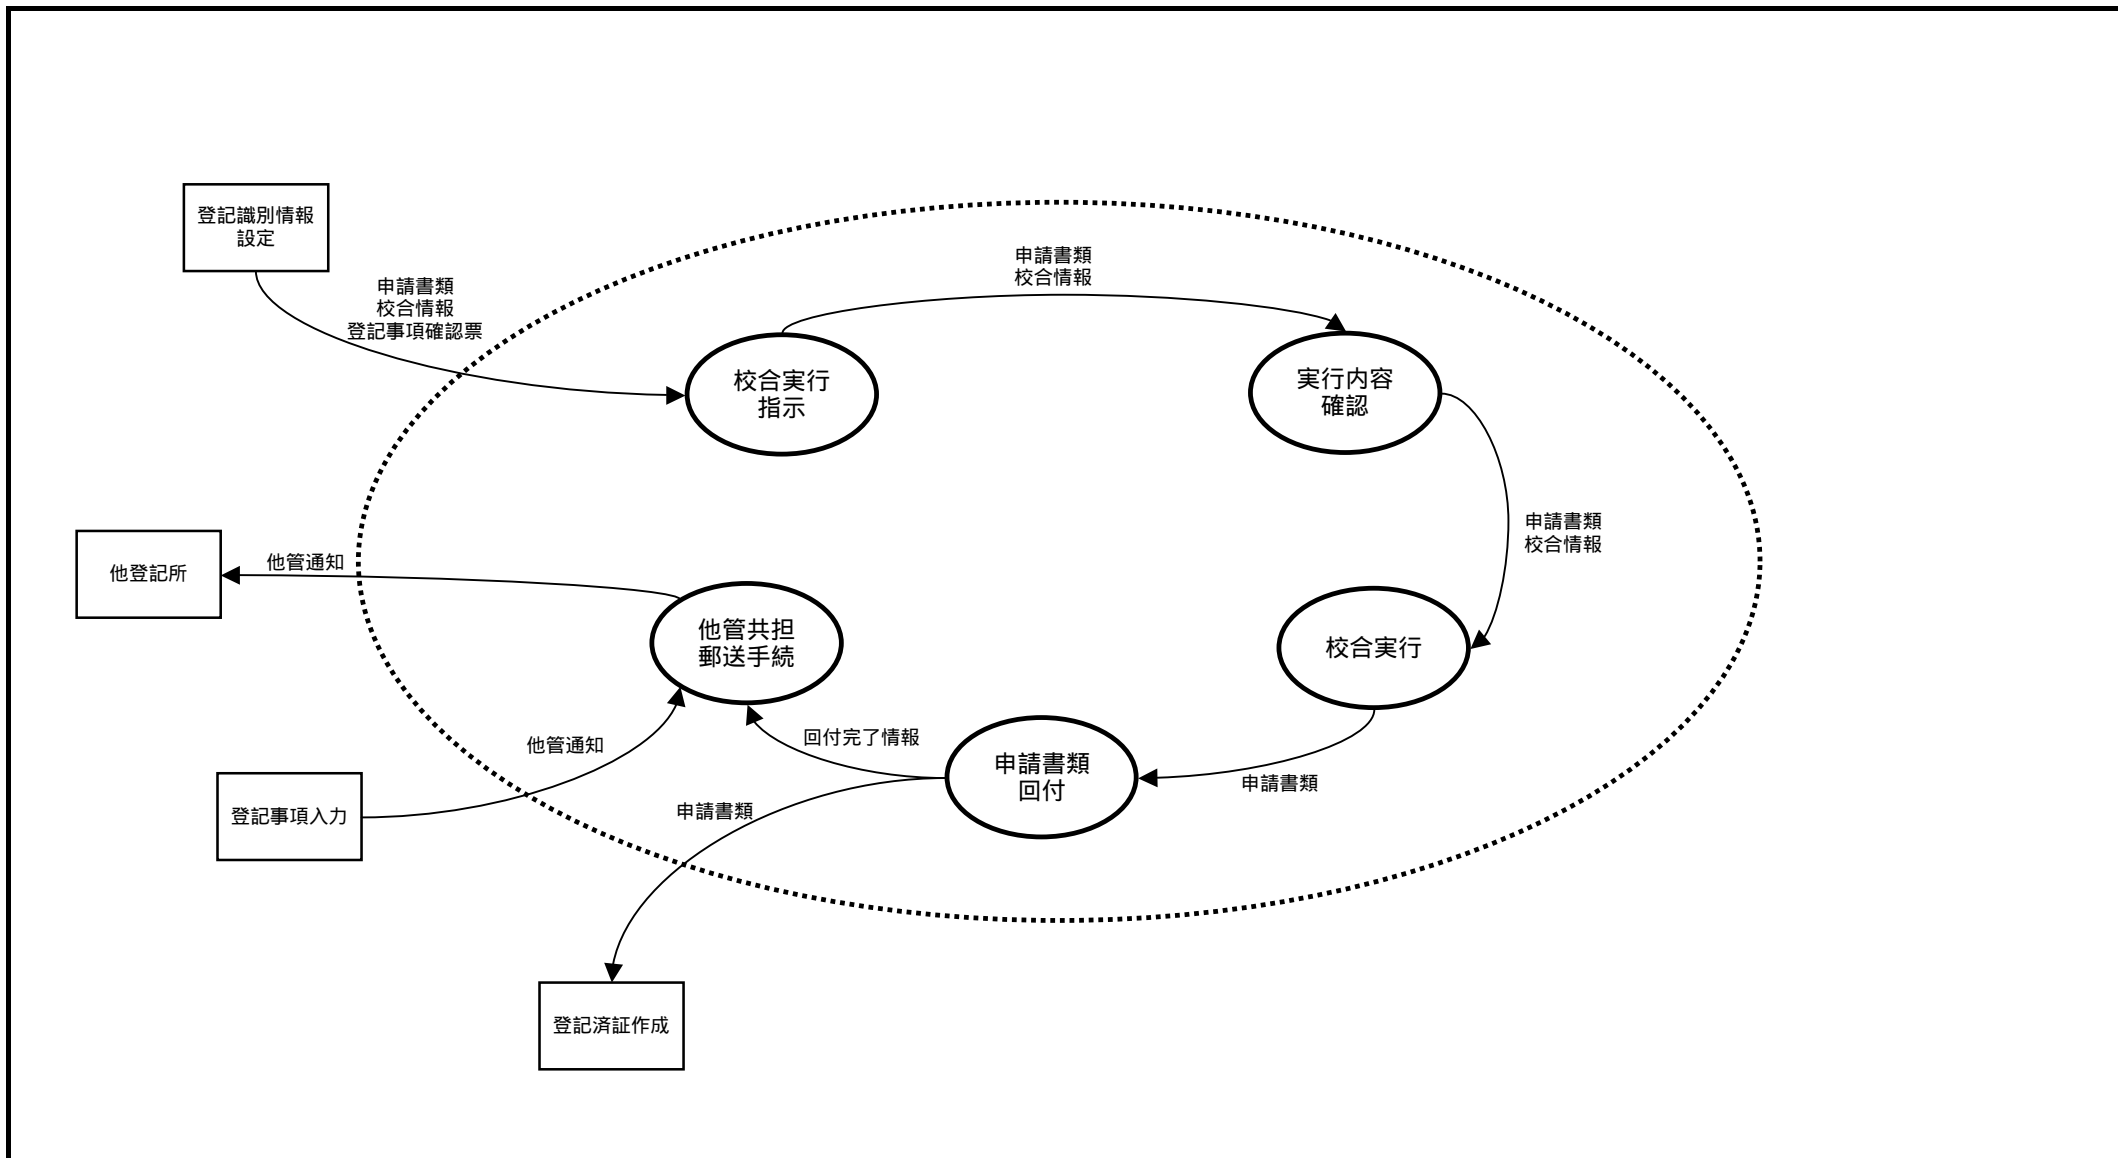 登記識別情報
設定
申請書類
校合情報
登記事項確認票
申請書類
校合情報
校合実行
指示
実行内容
確認
申請書類
校合情報
他登記所
他管通知
他管共担
郵送手続
校合実行
他管通知
回付完了情報
申請書類
回付
申請書類
登記事項入力
申請書類
登記済証作成